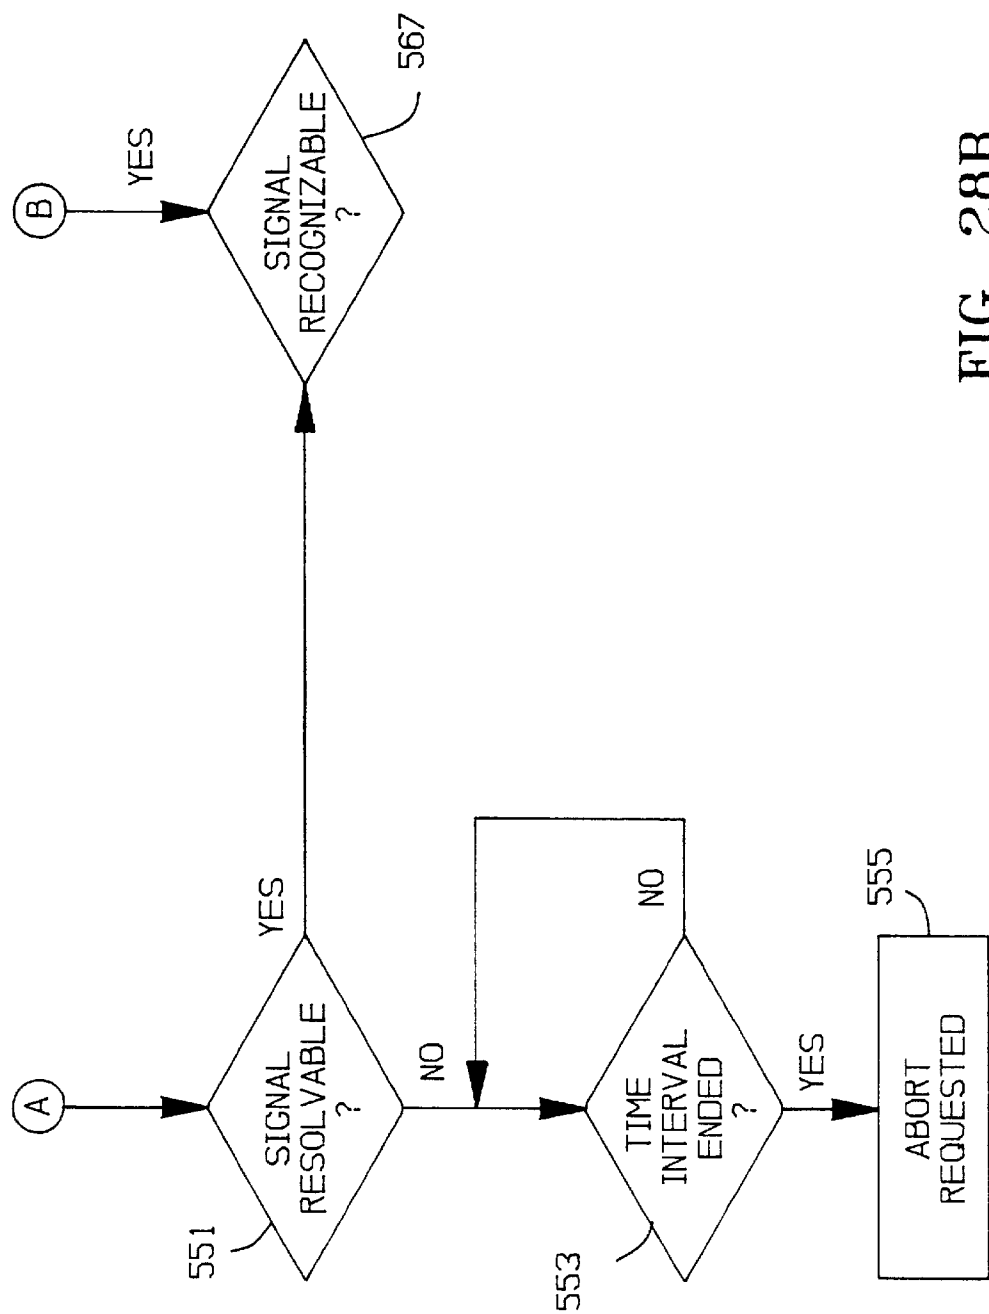 A
B
YES
551
SIGNAL
RESOLVABLE
?
YES
SIGNAL
RECOGNIZABLE
?
567
NO
553
TIME
INTERVAL
ENDED
?
NO
YES
555
ABORT
REQUESTED
FIG 28B